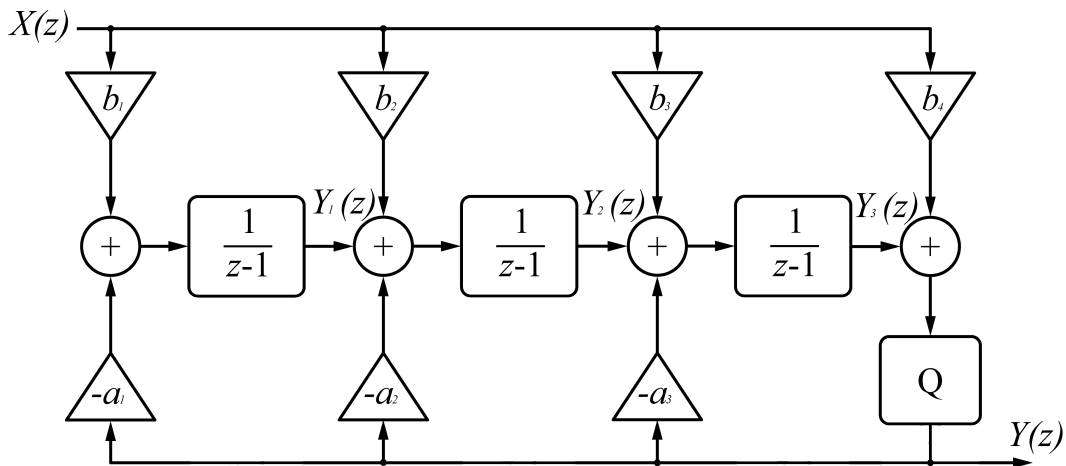 X(z)
b₁ b₂ b₃ b₄
Y₁(z) Y₂(z) Y₃(z)
+ 1/z-1 + 1/z-1 + 1/z-1 +
-a₁ -a₂ -a₃ Q
Y(z)